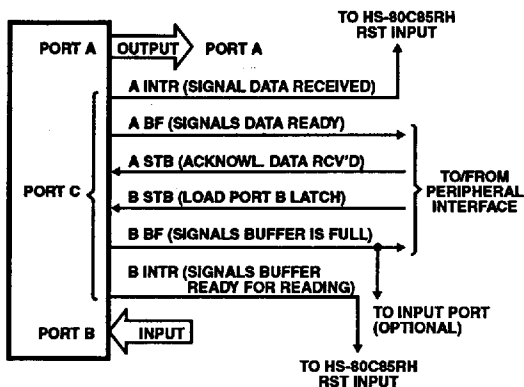 TO HS-80C85RH
RST INPUT
PORT A
OUTPUT
PORT A
A INTR (SIGNAL DATA RECEIVED)
A BF (SIGNALS DATA READY)
A STB (ACKNOWL. DATA RCV'D)
PORT C
B STB (LOAD PORT B LATCH)
TO/FROM
PERIPHERAL
INTERFACE
B BF (SIGNALS BUFFER IS FULL)
B INTR (SIGNALS BUFFER
READY FOR READING)
TO INPUT PORT
(OPTIONAL)
PORT B
INPUT
TO HS-80C85RH
RST INPUT